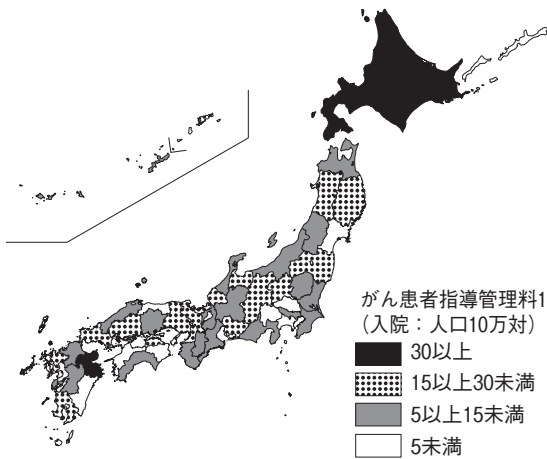 がん患者指導管理料1
（入院：人口10万対）
30以上
15以上30未満
5以上15未満
5未満